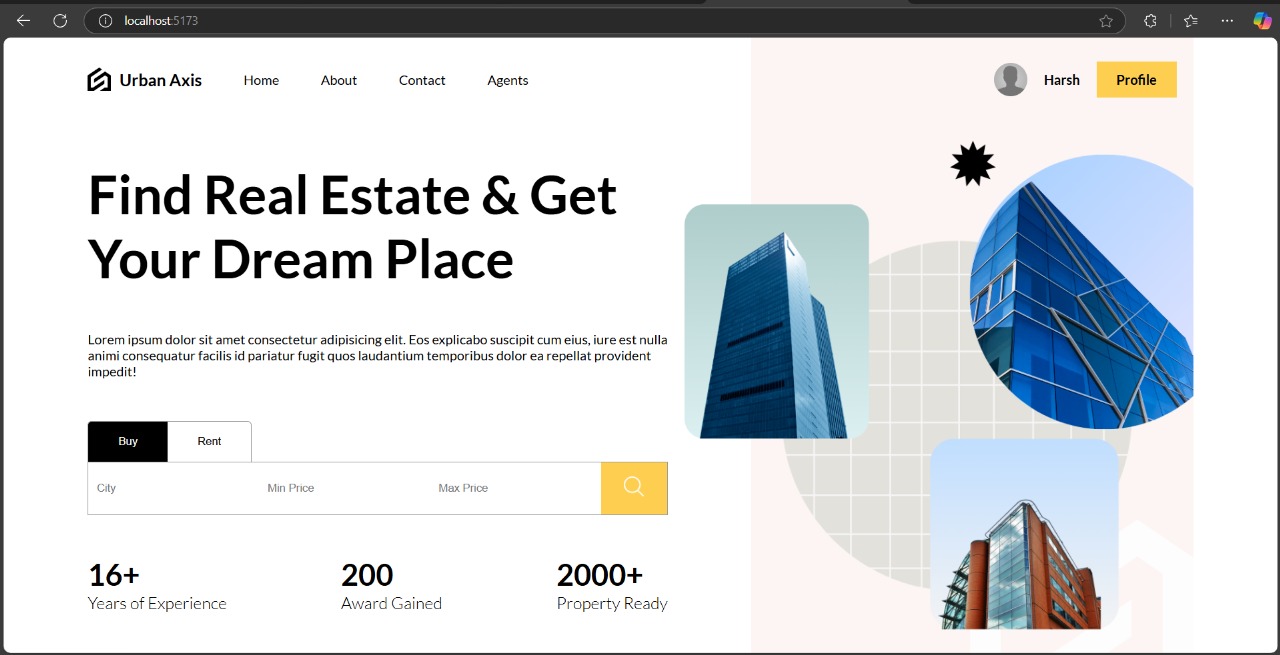 localhost:5173
Urban Axis Home About Contact Agents Harsh Profile
Find Real Estate & Get
Your Dream Place
Lorem ipsum dolor sit amet consectetur adipisicing elit. Eos explicabo suscipit cum eius, iure est nulla
animi consequatur facilis id pariatur fugit quos laudantium temporibus dolor ea repellat provident
impedit!
Buy Rent
City Min Price Max Price
16+ 200 2000+
Years of Experience Award Gained Property Ready